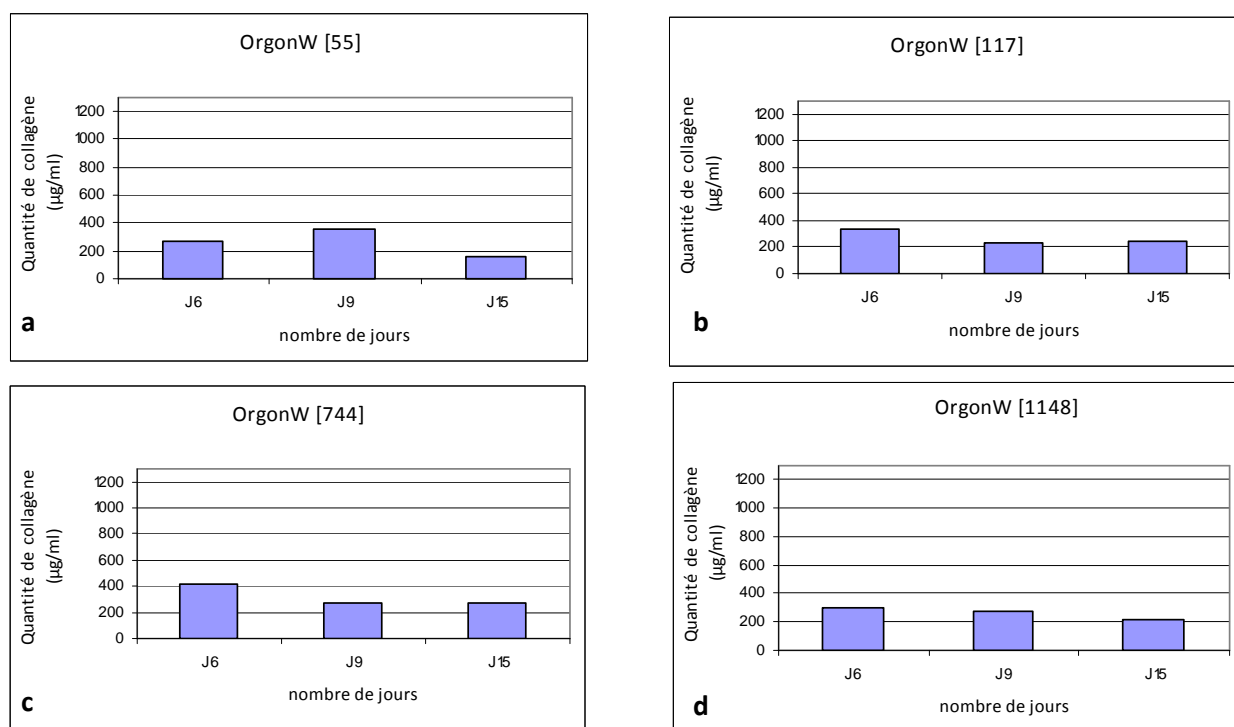 OrgonW [55]
Quantité de collagène
(µg/ml)
1200
1000
800
600
400
200
0
J6 J9 J15
nombre de jours
a
OrgonW [117]
Quantité de collagène
(µg/ml)
1200
1000
800
600
400
200
0
J6 J9 J15
nombre de jours
b
OrgonW [744]
Quantité de collagène
(µg/ml)
1200
1000
800
600
400
200
0
J6 J9 J15
nombre de jours
c
OrgonW [1148]
Quantité de collagène
(µg/ml)
1200
1000
800
600
400
200
0
J6 J9 J15
nombre de jours
d